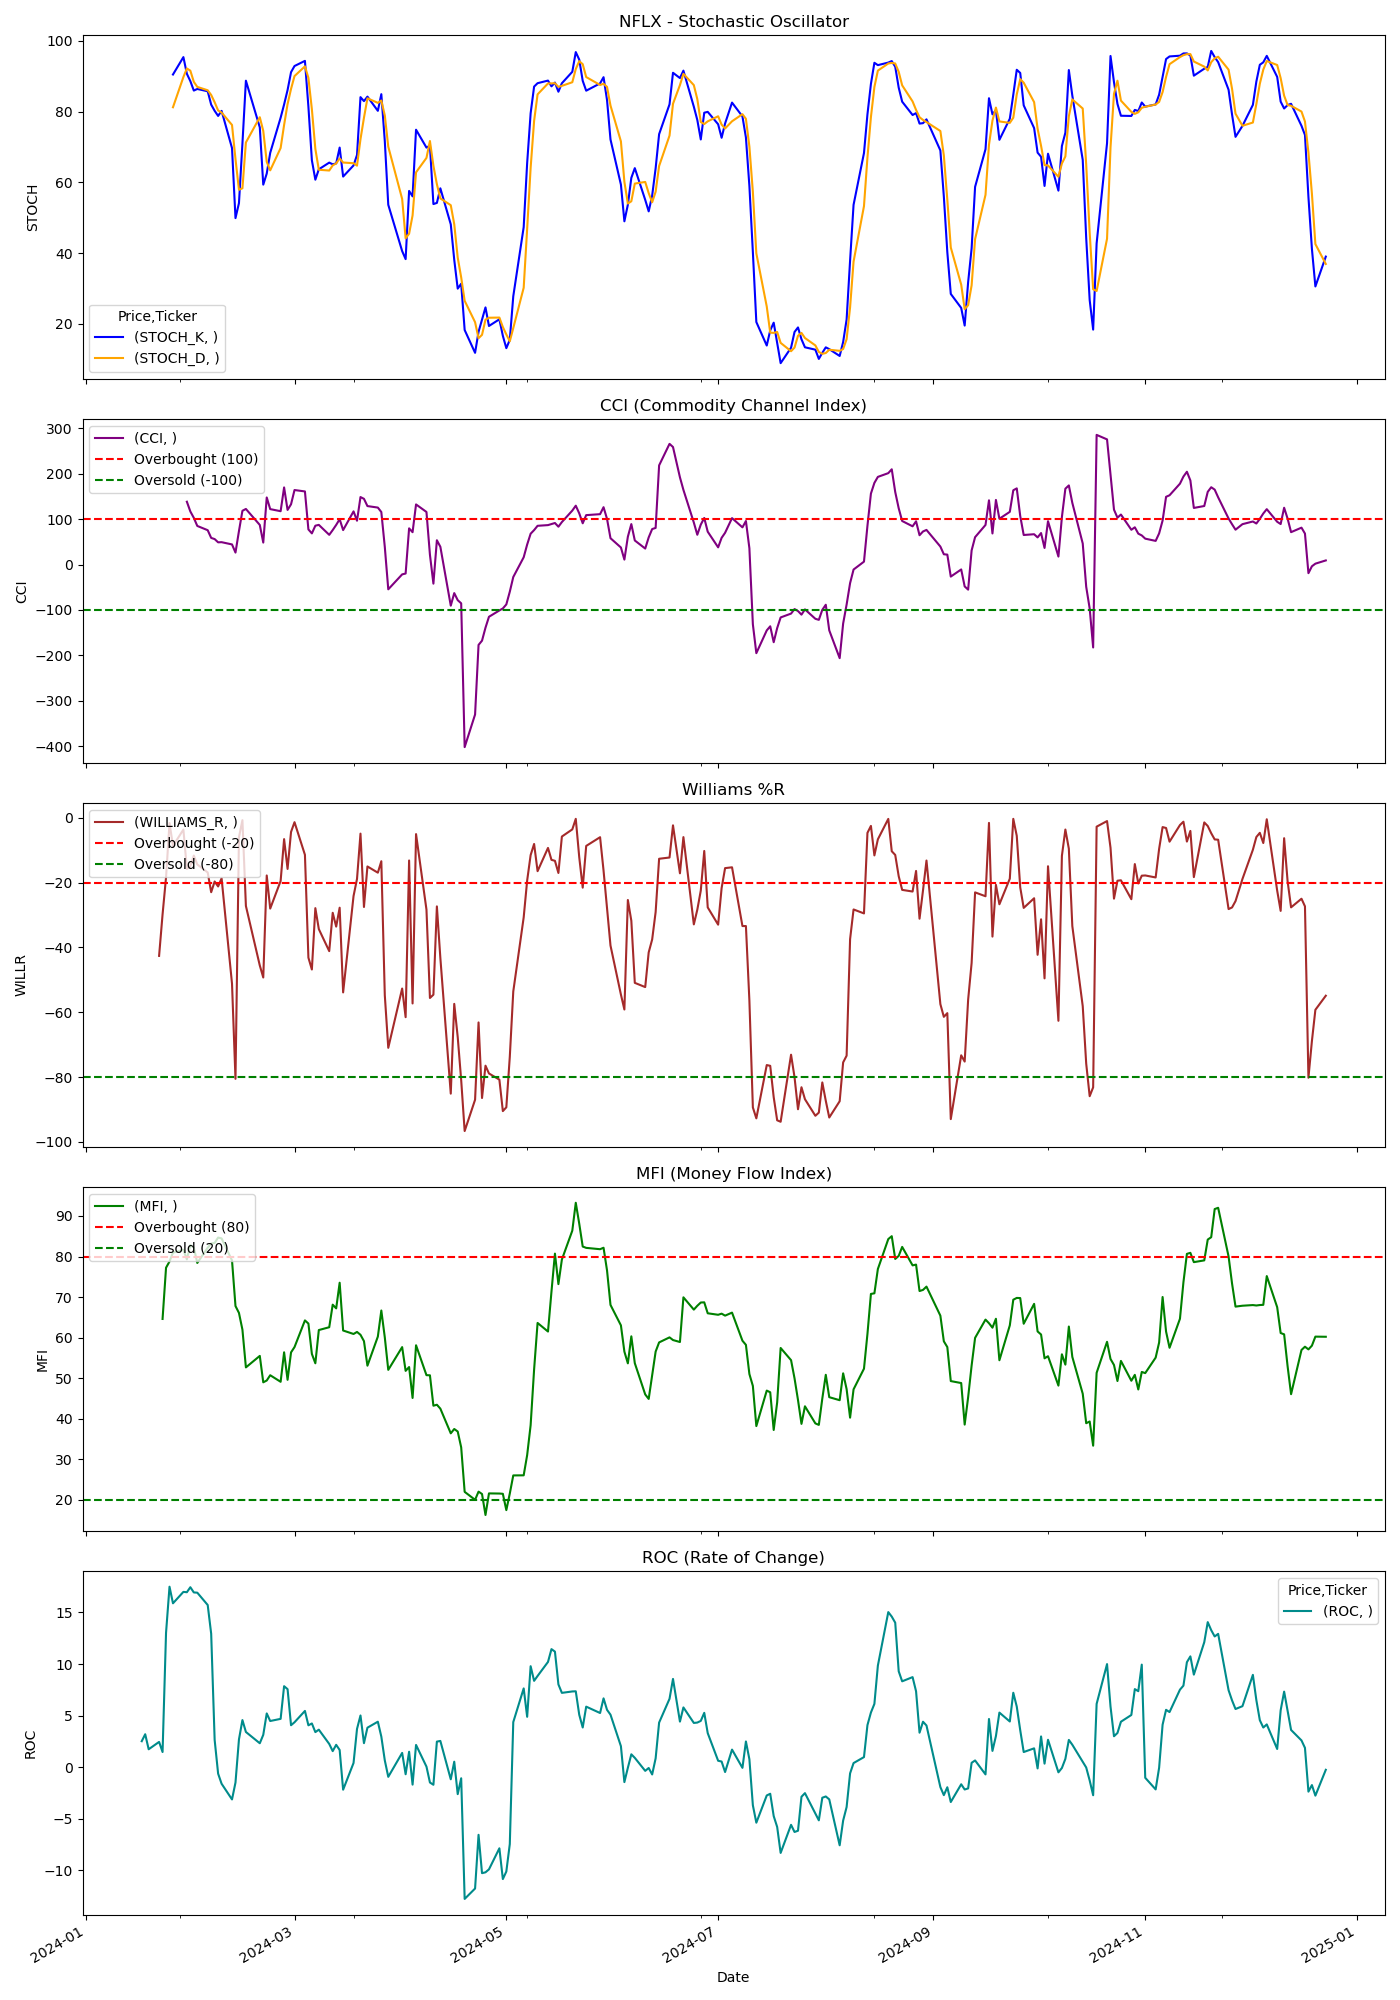 NFLX - Stochastic Oscillator
100
80
60
40
20
STOCH
Price,Ticker
(STOCH_K, )
(STOCH_D, )
CCI (Commodity Channel Index)
300
200
100
0
−100
−200
−300
−400
CCI
(CCI, )
Overbought (100)
Oversold (-100)
Williams %R
0
−20
−40
−60
−80
−100
WILLR
(WILLIAMS_R, )
Overbought (-20)
Oversold (-80)
MFI (Money Flow Index)
90
80
70
60
50
40
30
20
MFI
(MFI, )
Overbought (80)
Oversold (20)
ROC (Rate of Change)
15
10
5
0
−5
−10
ROC
Price,Ticker
(ROC, )
2024-01
2024-03
2024-05
2024-07
2024-09
2024-11
2025-01
Date